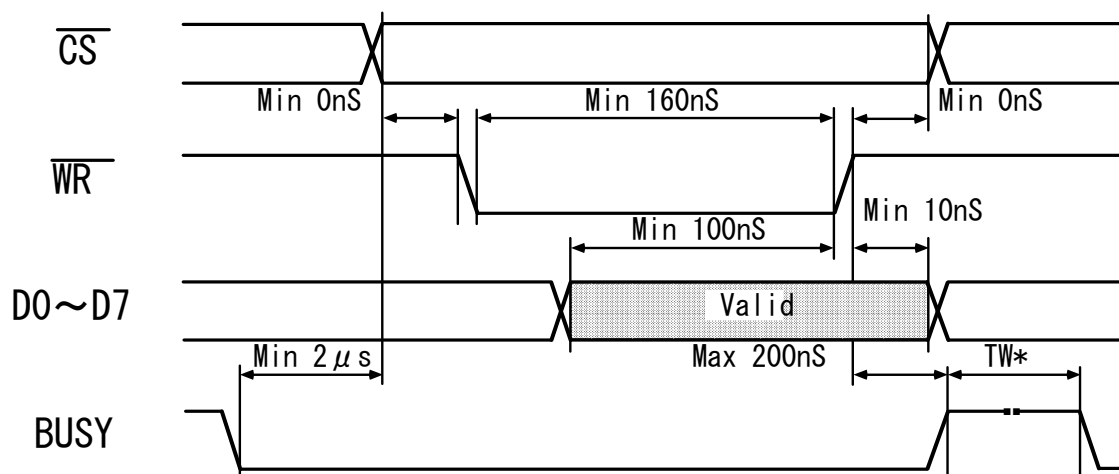 CS
Min 0nS Min 160nS Min 0nS
WR
Min 10nS
Min 100nS
D0～D7 Valid
Min 2μs Max 200nS TW*
BUSY